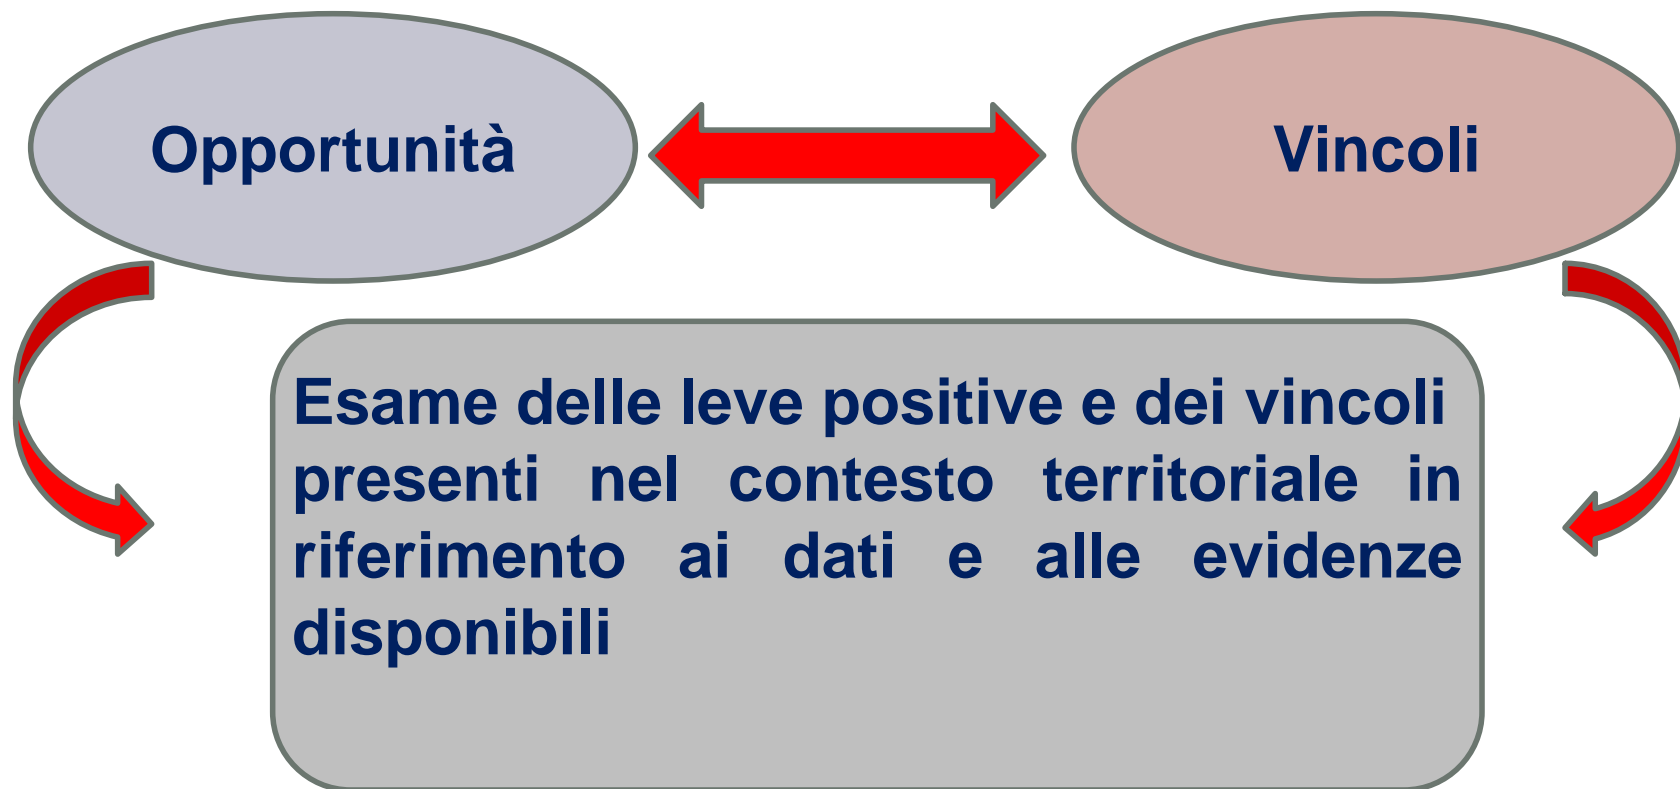 Opportunità
Vincoli
Esame delle leve positive e dei vincoli
presenti nel contesto territoriale in
riferimento ai dati e alle evidenze
disponibili